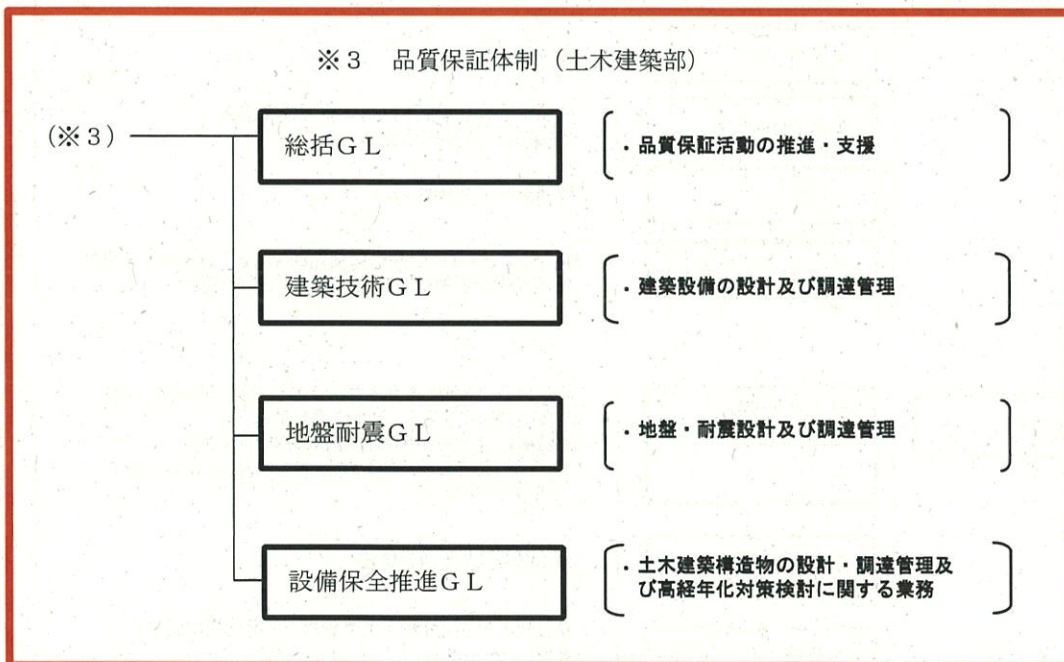 ※３　品質保証体制（土木建築部）
(※３)
総括ＧＬ
・品質保証活動の推進・支援
建築技術ＧＬ
・建築設備の設計及び調達管理
地盤耐震ＧＬ
・地盤・耐震設計及び調達管理
設備保全推進ＧＬ
・土木建築構造物の設計・調達管理及
び高経年化対策検討に関する業務